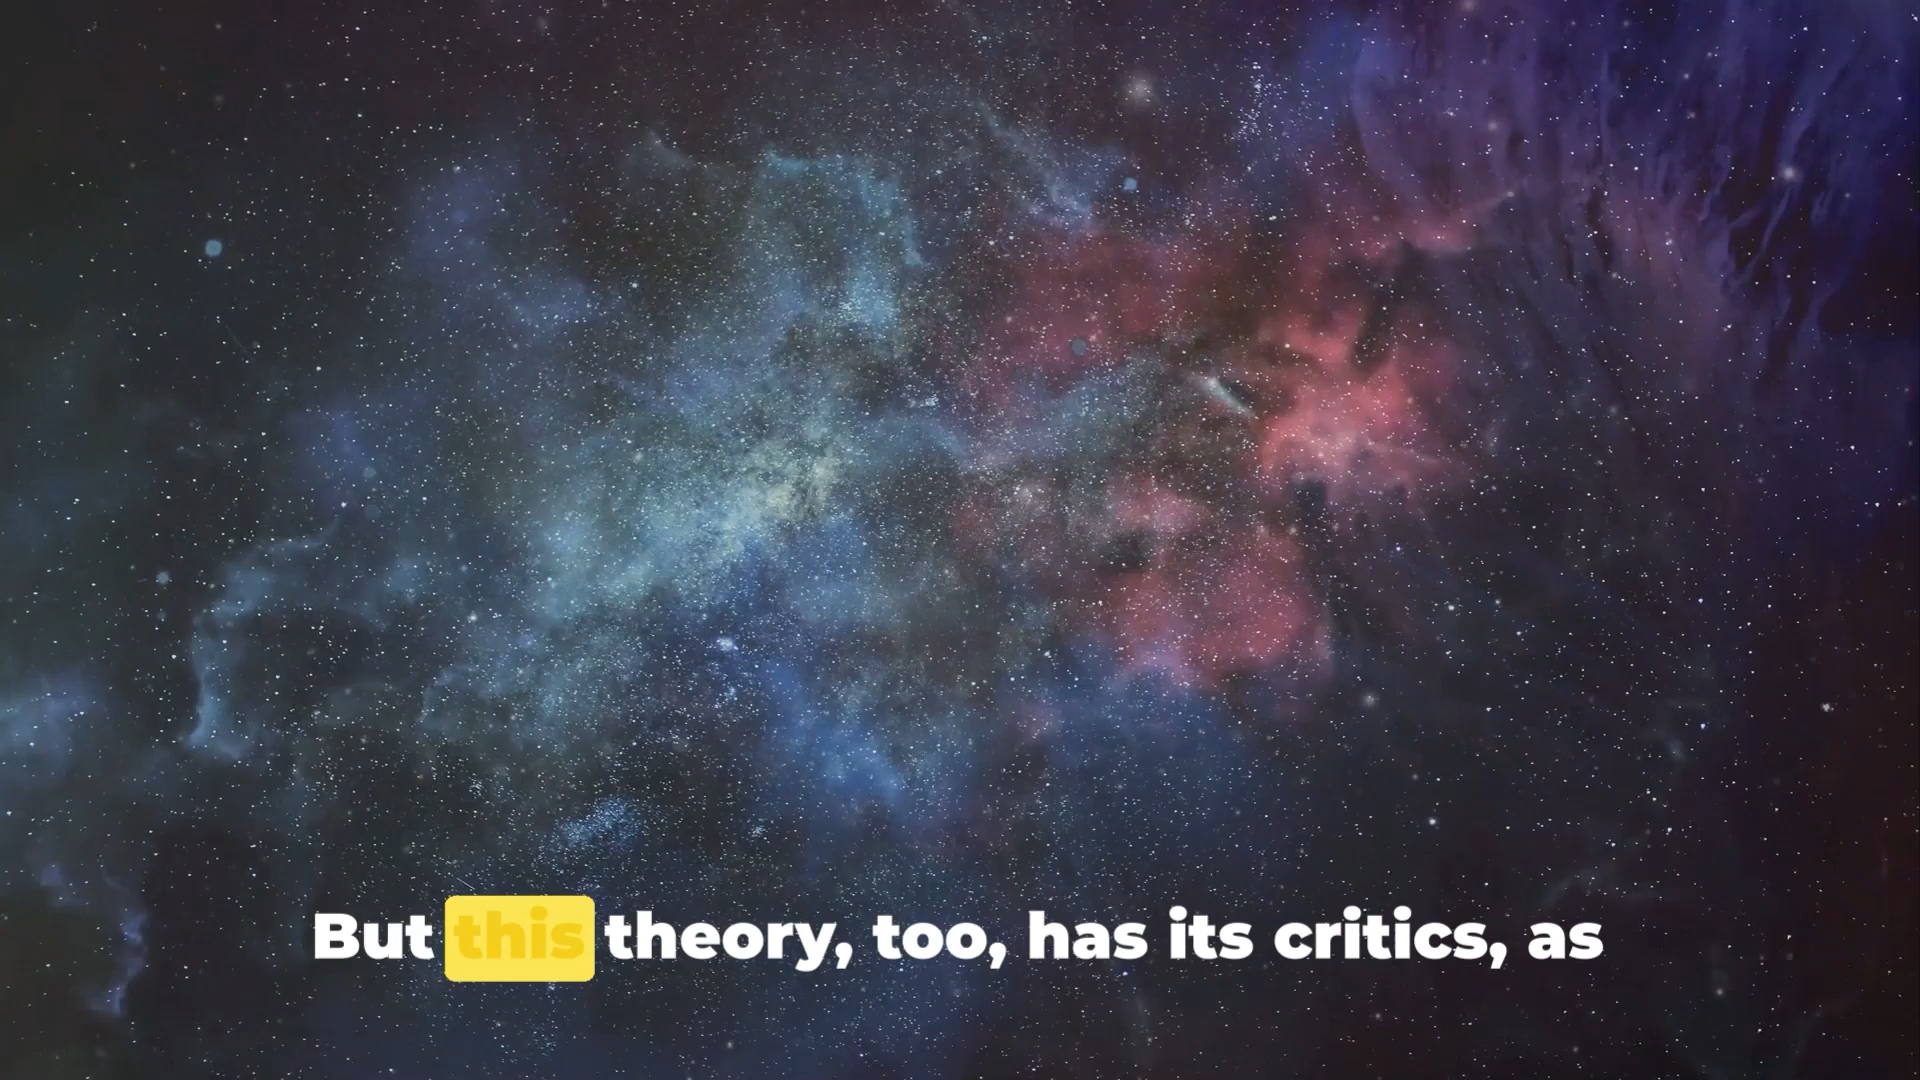 But this theory, too, has its critics, as